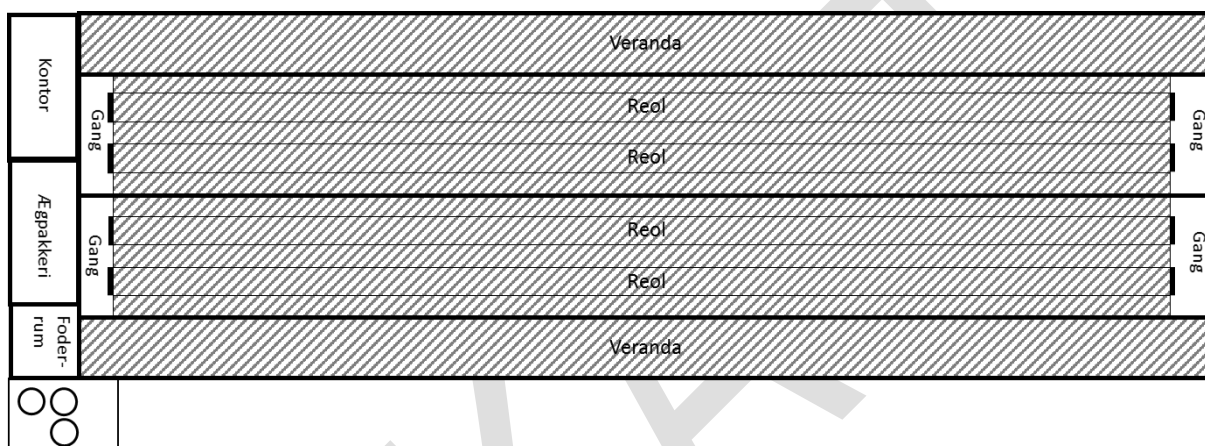 Veranda
Kontor
Gang
Reol
Reol
Gang
Ægpakkeri
Gang
Reol
Reol
Gang
Foder-
rum
Veranda